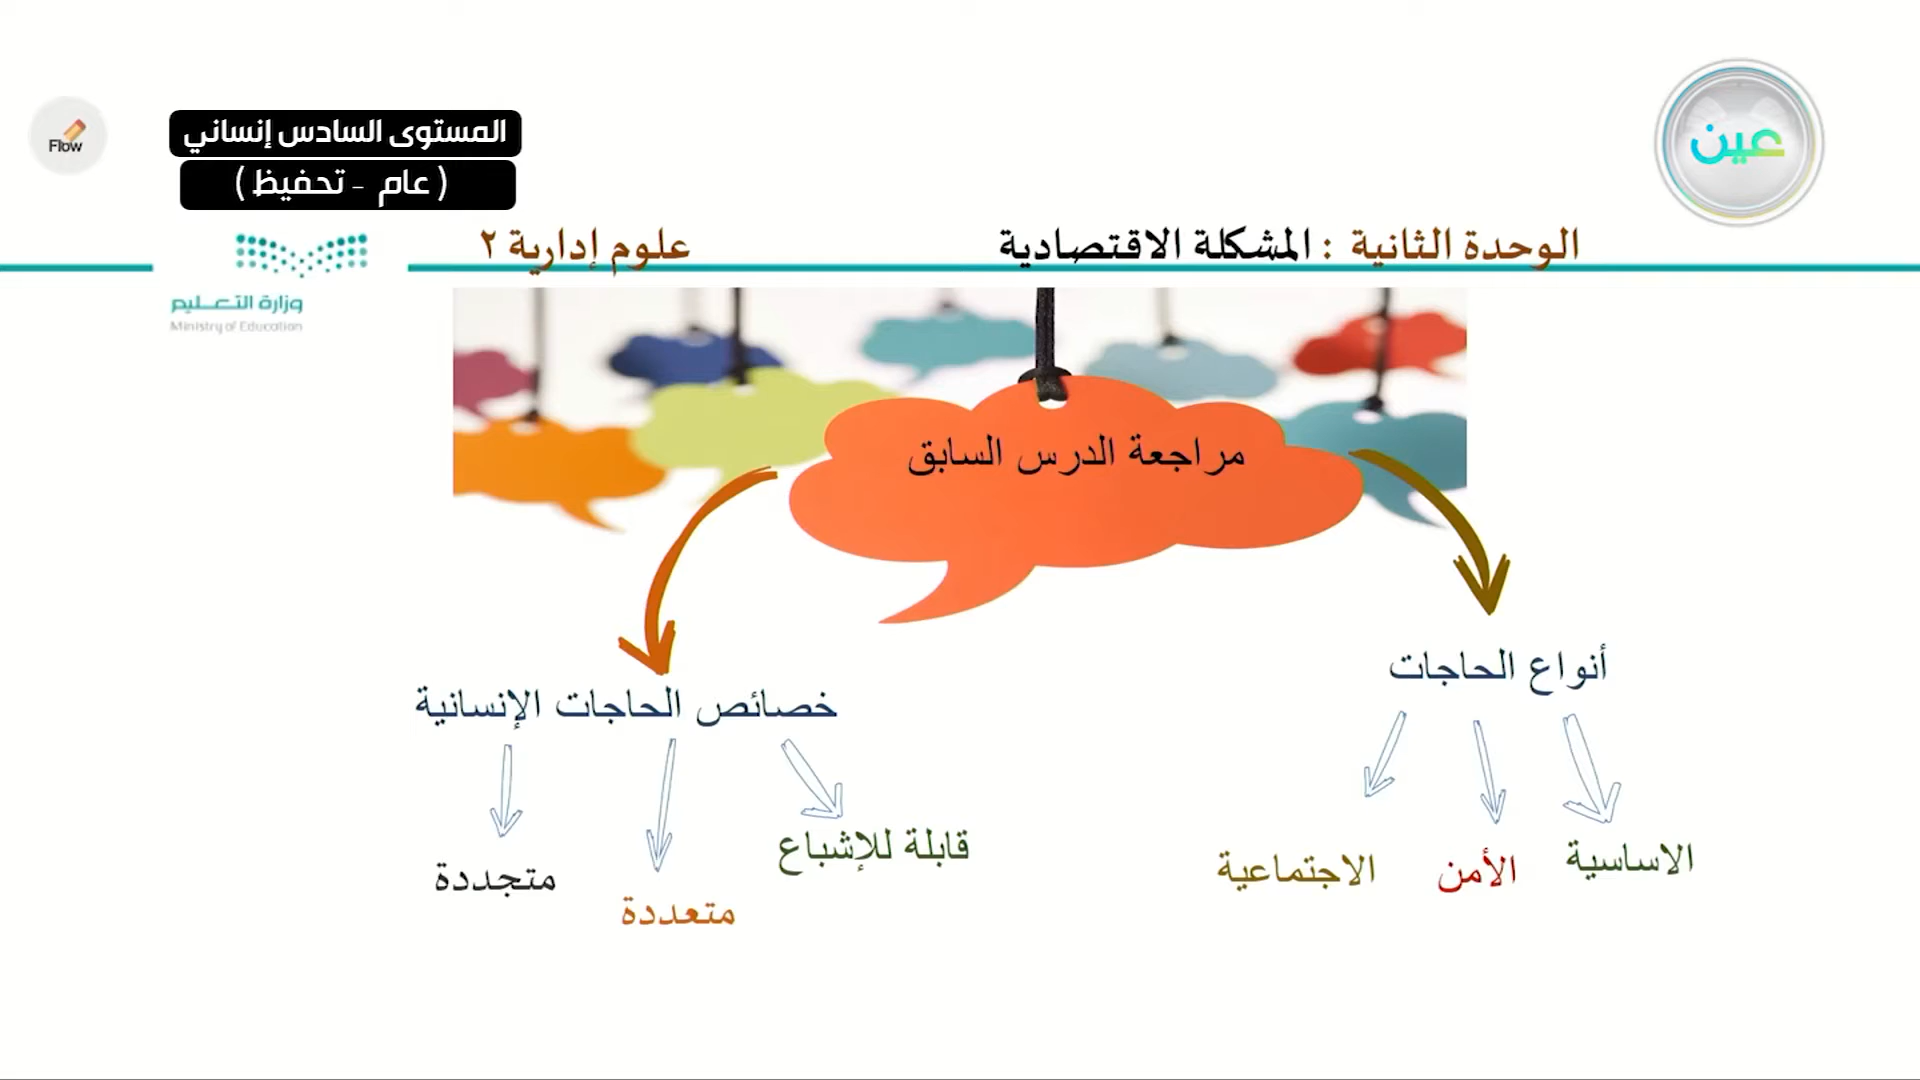 Flow
المستوى السادس إنساني
( عام - تحفيظ )
عين
الوحدة الثانية : المشكلة الاقتصادية
علوم إدارية ٢
وزارة التعليم
Ministry of Education
مراجعة الدرس السابق
أنواع الحاجات
الاساسية
الأمن
الاجتماعية
خصائص الحاجات الإنسانية
قابلة للإشباع
متعددة
متجددة